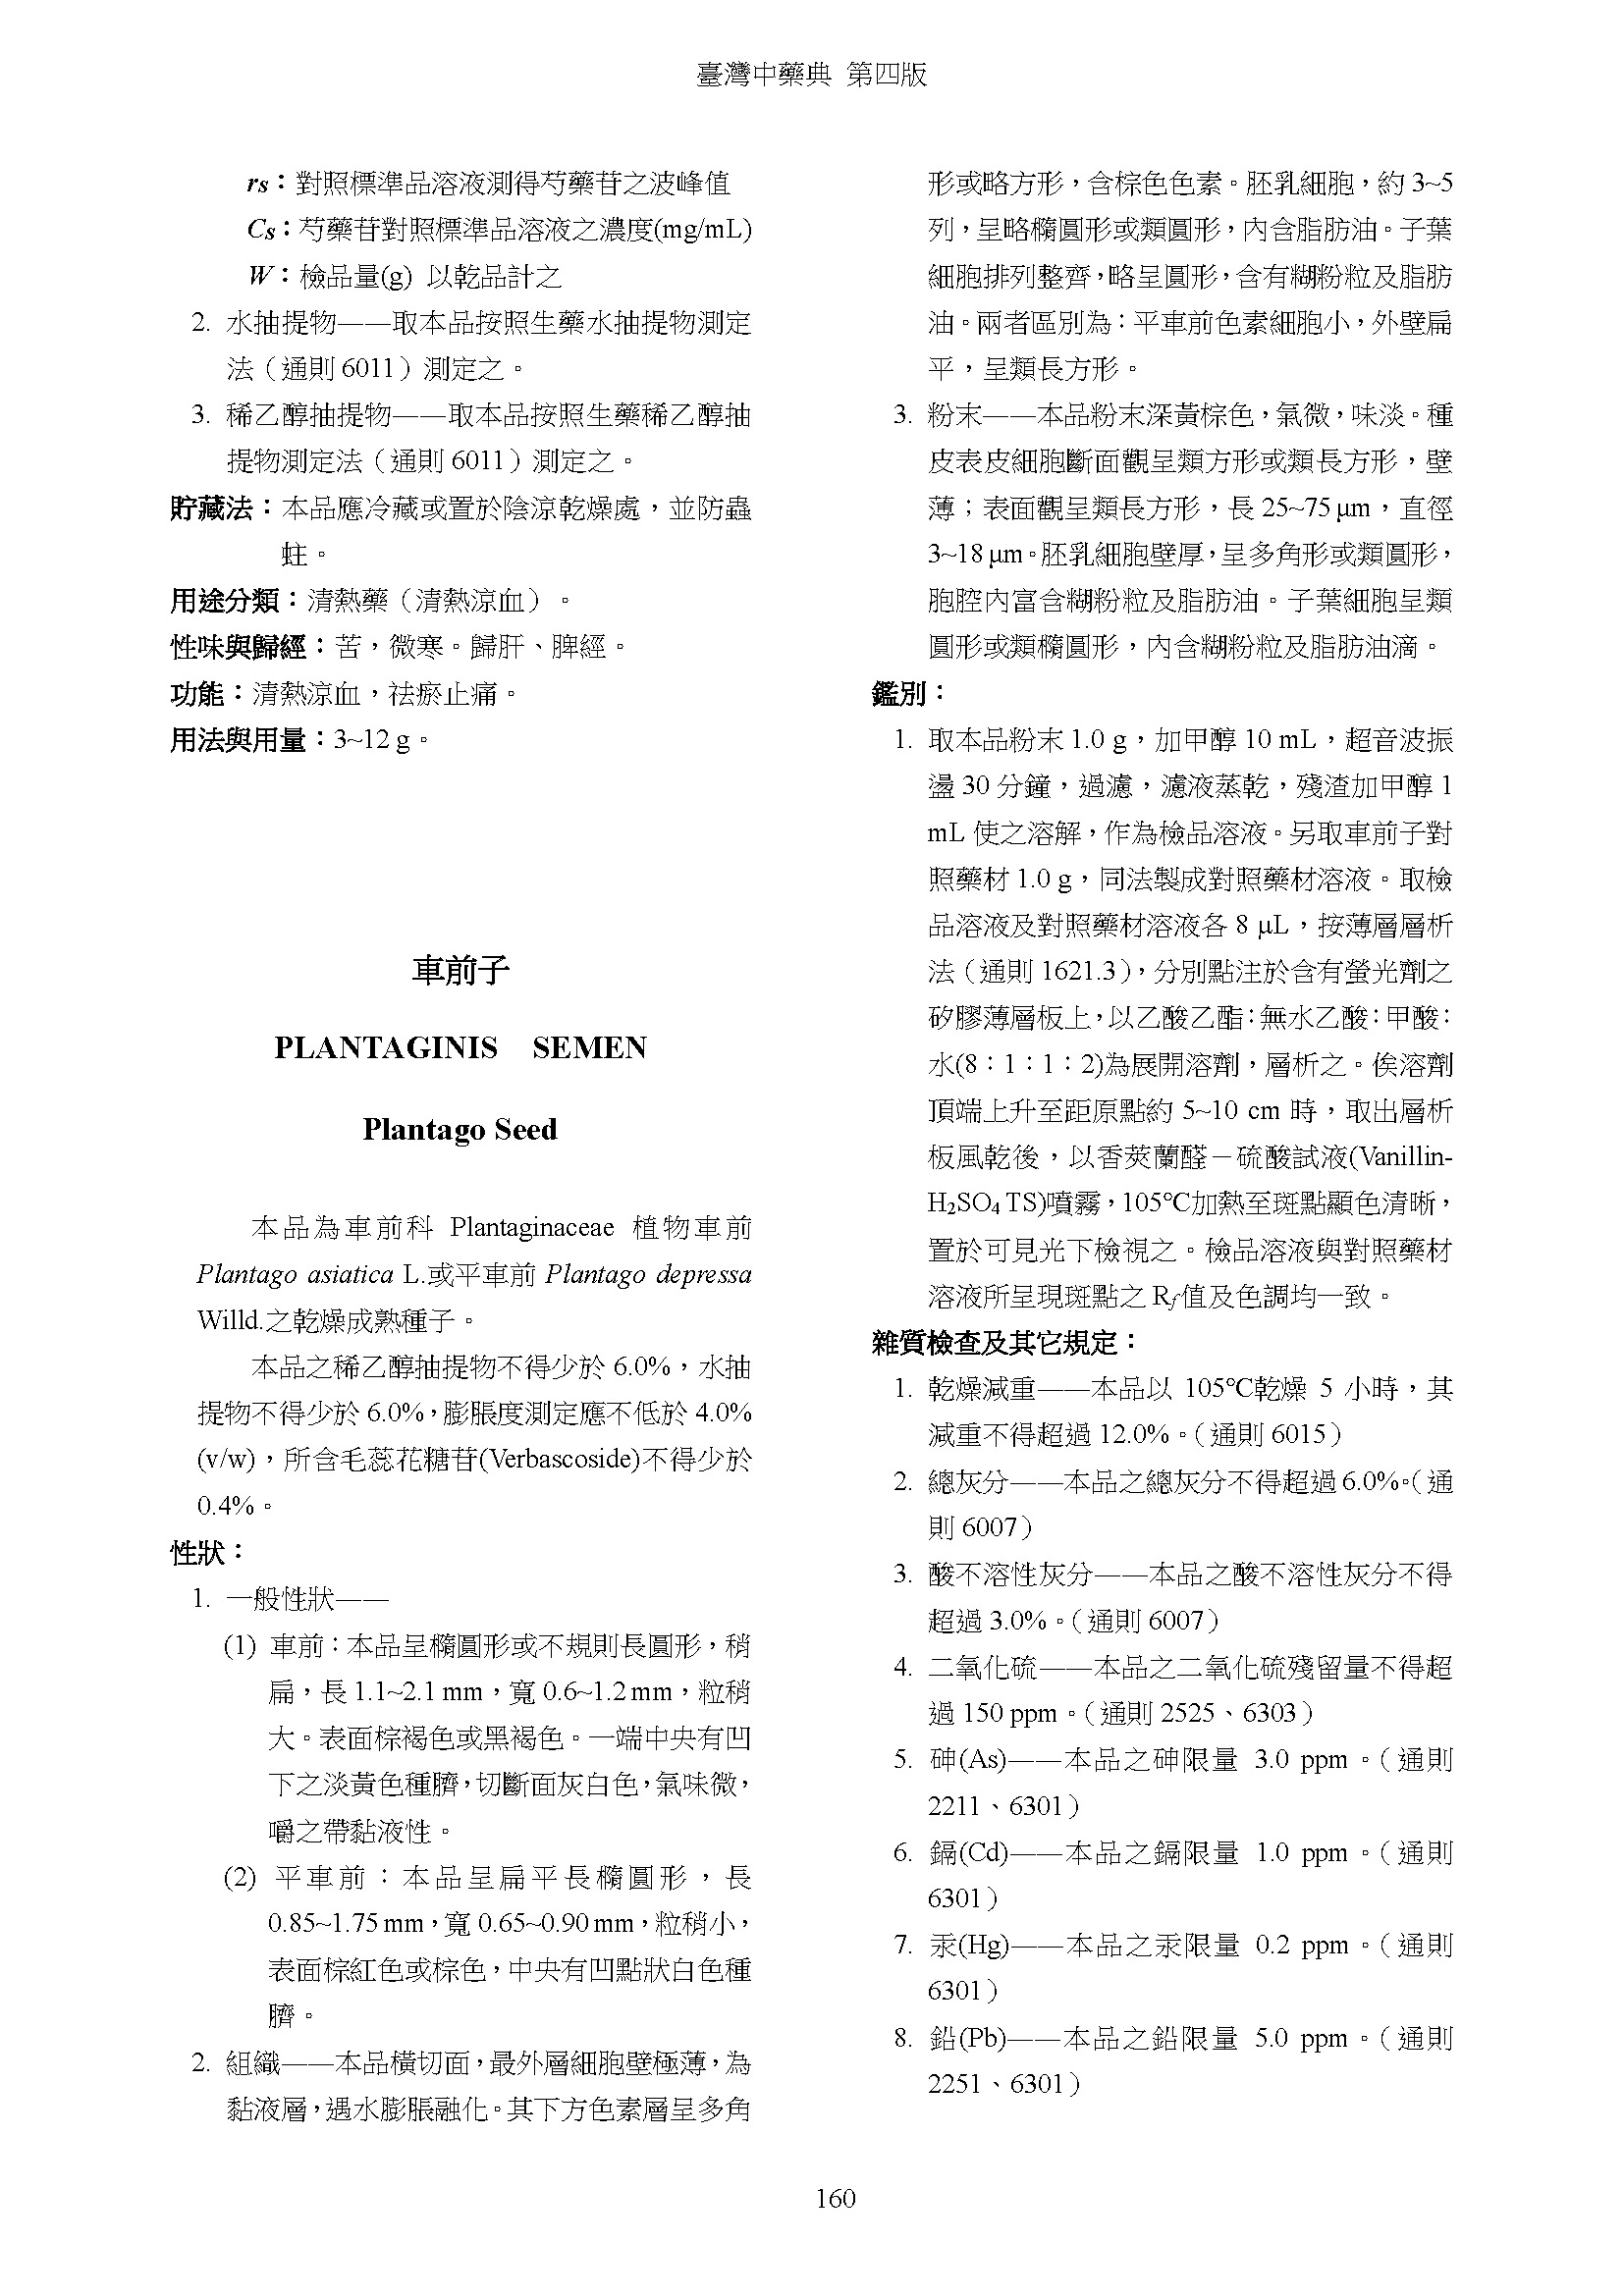 臺灣中藥典 第四版
rs：對照標準品溶液測得芍藥苷之波峰值
Cs：芍藥苷對照標準品溶液之濃度(mg/mL)
W：檢品量(g) 以乾品計之
2. 水抽提物——取本品按照生藥水抽提物測定
法（通則 6011）測定之。
3. 稀乙醇抽提物——取本品按照生藥稀乙醇抽
提物測定法（通則 6011）測定之。
貯藏法：本品應冷藏或置於陰涼乾燥處，並防蟲
蛀。
用途分類：清熱藥（清熱涼血）。
性味與歸經：苦，微寒。歸肝、脾經。
功能：清熱涼血，祛瘀止痛。
用法與用量：3~12 g。
車前子
PLANTAGINIS SEMEN
Plantago Seed
本品為車前科 Plantaginaceae 植物車前
Plantago asiatica L.或平車前 Plantago depressa
Willd.之乾燥成熟種子。
本品之稀乙醇抽提物不得少於 6.0%，水抽
提物不得少於 6.0%，膨脹度測定應不低於 4.0%
(v/w)，所含毛蕊花糖苷(Verbascoside)不得少於
0.4%。
性狀：
1. 一般性狀——
(1) 車前：本品呈橢圓形或不規則長圓形，稍
扁，長 1.1~2.1 mm，寬 0.6~1.2 mm，粒稍
大。表面棕褐色或黑褐色。一端中央有凹
下之淡黃色種臍，切斷面灰白色，氣味微，
嚼之帶黏液性。
(2) 平車前：本品呈扁平長橢圓形，長
0.85~1.75 mm，寬 0.65~0.90 mm，粒稍小，
表面棕紅色或棕色，中央有凹點狀白色種
臍。
2. 組織——本品橫切面，最外層細胞壁極薄，為
黏液層，遇水膨脹融化。其下方色素層呈多角
形或略方形，含棕色色素。胚乳細胞，約 3~5
列，呈略橢圓形或類圓形，內含脂肪油。子葉
細胞排列整齊，略呈圓形，含有糊粉粒及脂肪
油。兩者區別為：平車前色素細胞小，外壁扁
平，呈類長方形。
3. 粉末——本品粉末深黃棕色，氣微，味淡。種
皮表皮細胞斷面觀呈類方形或類長方形，壁
薄；表面觀呈類長方形，長 25~75 μm，直徑
3~18 μm。胚乳細胞壁厚，呈多角形或類圓形，
胞腔內富含糊粉粒及脂肪油。子葉細胞呈類
圓形或類橢圓形，內含糊粉粒及脂肪油滴。
鑑別：
1. 取本品粉末 1.0 g，加甲醇 10 mL，超音波振
盪 30 分鐘，過濾，濾液蒸乾，殘渣加甲醇 1
mL 使之溶解，作為檢品溶液。另取車前子對
照藥材 1.0 g，同法製成對照藥材溶液。取檢
品溶液及對照藥材溶液各 8 μL，按薄層層析
法（通則 1621.3），分別點注於含有螢光劑之
矽膠薄層板上，以乙酸乙酯：無水乙酸：甲酸：
水(8：1：1：2)為展開溶劑，層析之。俟溶劑
頂端上升至距原點約 5~10 cm 時，取出層析
板風乾後，以香莢蘭醛－硫酸試液(Vanillin-
H₂SO₄ TS)噴霧，105℃加熱至斑點顯色清晰，
置於可見光下檢視之。檢品溶液與對照藥材
溶液所呈現斑點之 Rf值及色調均一致。
雜質檢查及其它規定：
1. 乾燥減重——本品以 105℃乾燥 5 小時，其
減重不得超過 12.0%。（通則 6015）
2. 總灰分——本品之總灰分不得超過 6.0%。（通
則 6007）
3. 酸不溶性灰分——本品之酸不溶性灰分不得
超過 3.0%。（通則 6007）
4. 二氧化硫——本品之二氧化硫殘留量不得超
過 150 ppm。（通則 2525、6303）
5. 砷(As)——本品之砷限量 3.0 ppm。（通則
2211、6301）
6. 鎘(Cd)——本品之鎘限量 1.0 ppm。（通則
6301）
7. 汞(Hg)——本品之汞限量 0.2 ppm。（通則
6301）
8. 鉛(Pb)——本品之鉛限量 5.0 ppm。（通則
2251、6301）
160